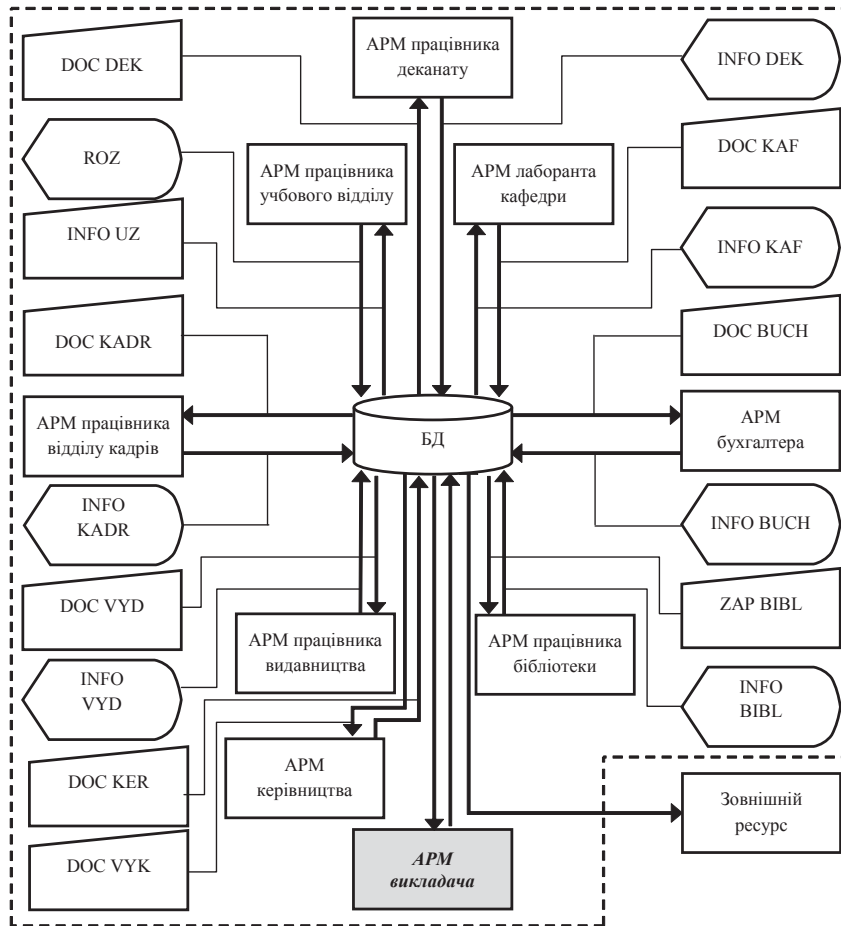 DOC DEK
АРМ працівника
деканату
INFO DEK
ROZ
АРМ працівника
учбового відділу
АРМ лаборанта
кафедри
DOC KAF
INFO UZ
INFO KAF
DOC KADR
DOC BUCH
АРМ працівника
відділу кадрів
БД
АРМ
бухгалтера
INFO
KADR
INFO BUCH
DOC VYD
АРМ працівника
видавництва
АРМ працівника
бібліотеки
ZAP BIBL
INFO
VYD
INFO
BIBL
DOC KER
АРМ
керівництва
Зовнішній
ресурс
DOC VYK
АРМ
викладача